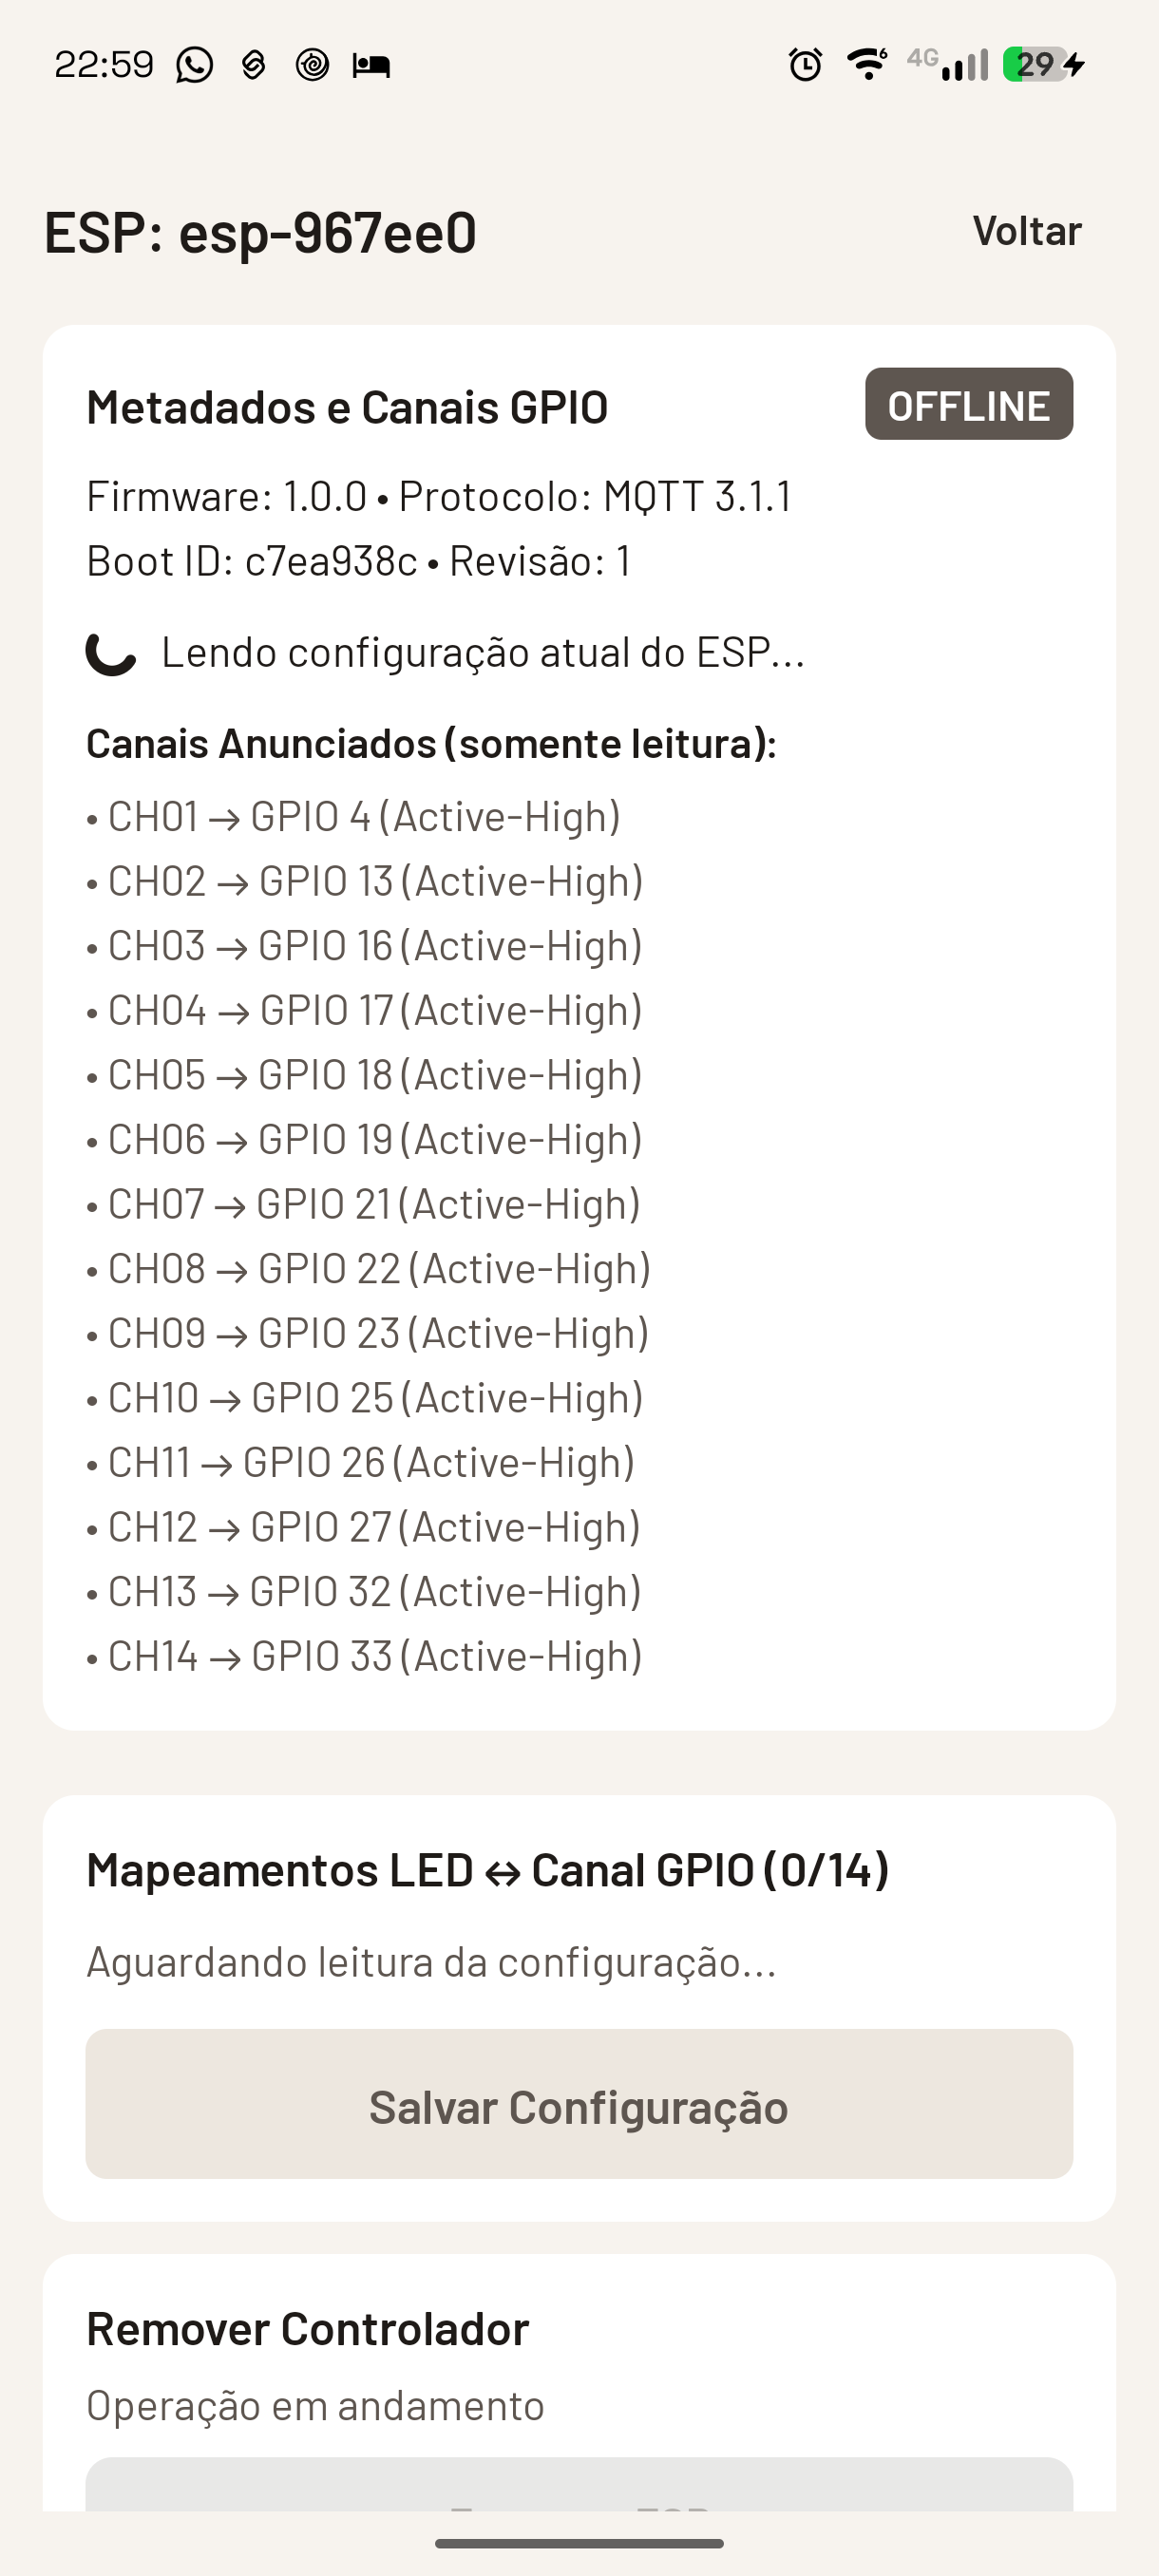 22:59
6 4G 29
ESP: esp-967ee0
Voltar
Metadados e Canais GPIO
OFFLINE
Firmware: 1.0.0 • Protocolo: MQTT 3.1.1
Boot ID: c7ea938c • Revisão: 1
Lendo configuração atual do ESP...
Canais Anunciados (somente leitura):
• CH01 → GPIO 4 (Active-High)
• CH02 → GPIO 13 (Active-High)
• CH03 → GPIO 16 (Active-High)
• CH04 → GPIO 17 (Active-High)
• CH05 → GPIO 18 (Active-High)
• CH06 → GPIO 19 (Active-High)
• CH07 → GPIO 21 (Active-High)
• CH08 → GPIO 22 (Active-High)
• CH09 → GPIO 23 (Active-High)
• CH10 → GPIO 25 (Active-High)
• CH11 → GPIO 26 (Active-High)
• CH12 → GPIO 27 (Active-High)
• CH13 → GPIO 32 (Active-High)
• CH14 → GPIO 33 (Active-High)
Mapeamentos LED ↔ Canal GPIO (0/14)
Aguardando leitura da configuração...
Salvar Configuração
Remover Controlador
Operação em andamento